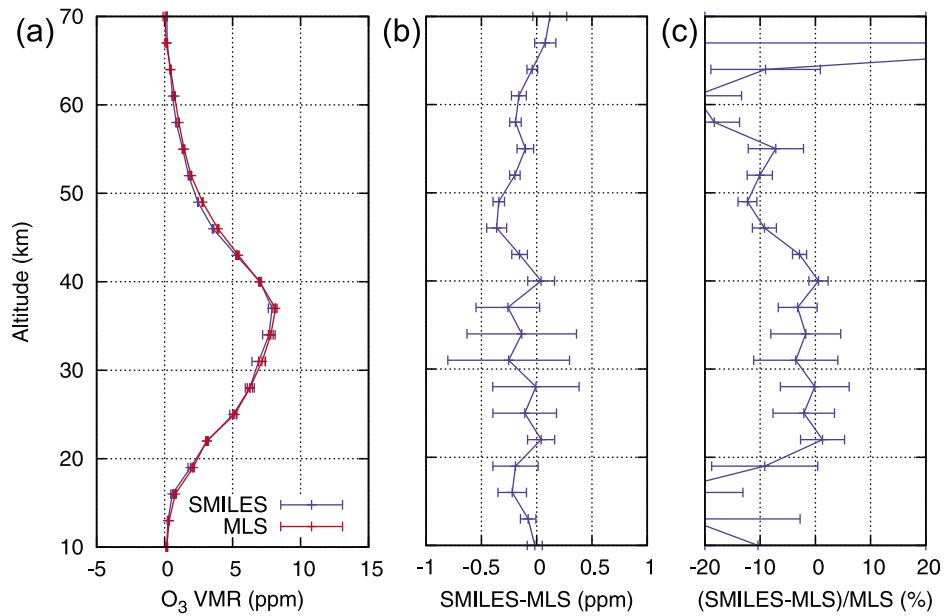 (a)
(b)
(c)
70
60
50
40
30
20
10
Altitude (km)
SMILES
MLS
-5 0 5 10 15
-1 -0.5 0 0.5 1
-20 -10 0 10 20
O3 VMR (ppm)
SMILES-MLS (ppm)
(SMILES-MLS)/MLS (%)